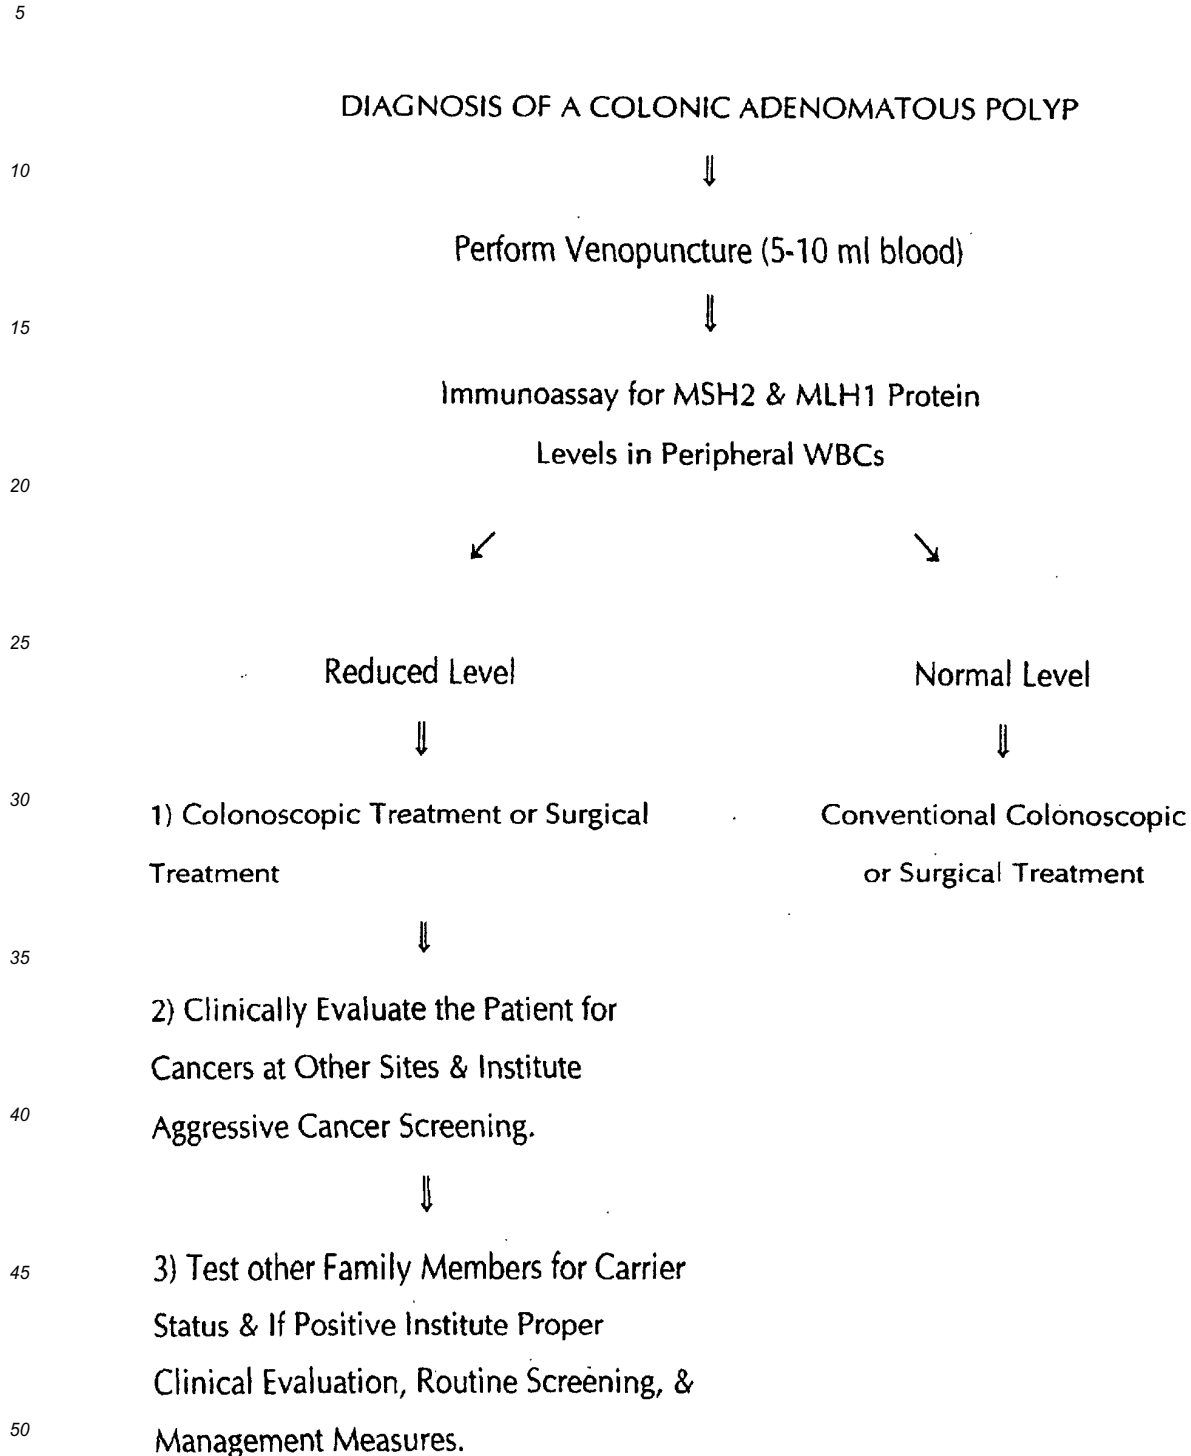 5
DIAGNOSIS OF A COLONIC ADENOMATOUS POLYP
10
Perform Venopuncture (5-10 ml blood)
15
Immunoassay for MSH2 & MLH1 Protein
Levels in Peripheral WBCs
20
25
Reduced Level
Normal Level
30
1) Colonoscopic Treatment or Surgical
Treatment
Conventional Colonoscopic
or Surgical Treatment
35
2) Clinically Evaluate the Patient for
Cancers at Other Sites & Institute
40
Aggressive Cancer Screening.
45
3) Test other Family Members for Carrier
Status & If Positive Institute Proper
Clinical Evaluation, Routine Screening, &
50
Management Measures.